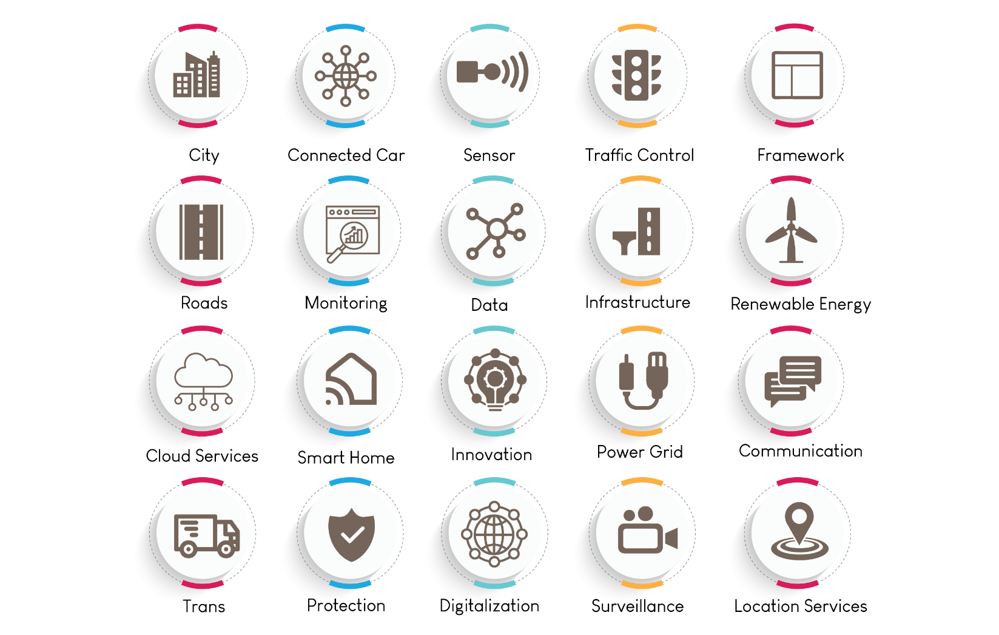 City
Connected Car
Sensor
Traffic Control
Framework
Roads
Monitoring
Data
Infrastructure
Renewable Energy
Cloud Services
Smart Home
Innovation
Power Grid
Communication
Trans
Protection
Digitalization
Surveillance
Location Services